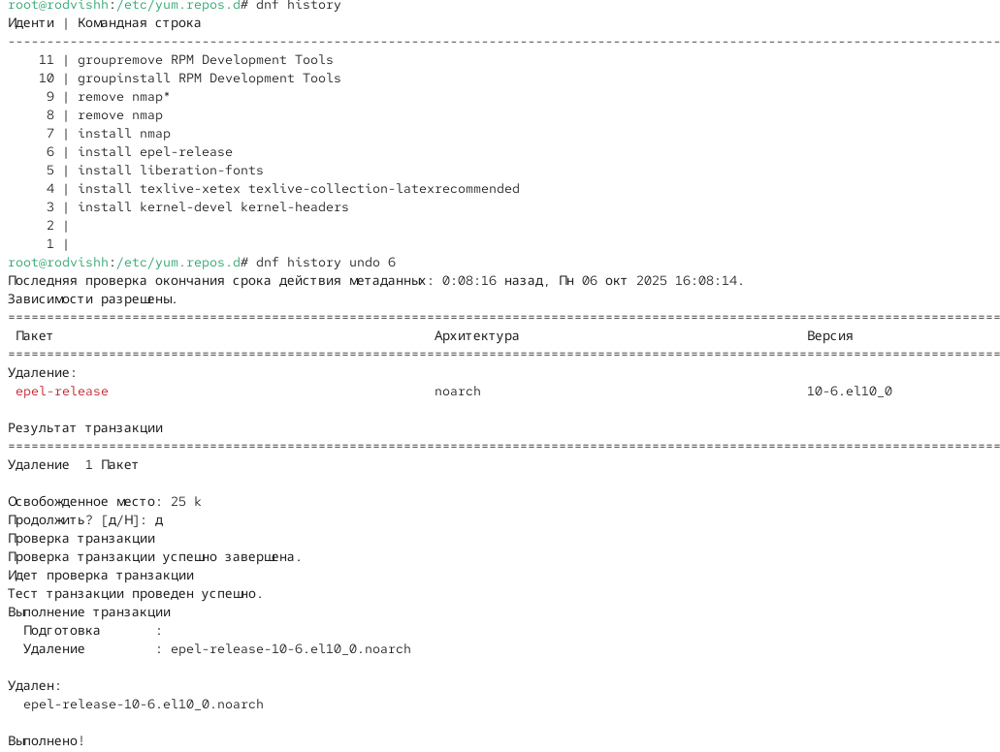 root@rodvishh:/etc/yum.repos.d# dnf history
Иденти | Командная строка
--------------------------------------------------------------------------------------------------------------------------------
11 | groupremove RPM Development Tools
10 | groupinstall RPM Development Tools
9 | remove nmap*
8 | remove nmap
7 | install nmap
6 | install epel-release
5 | install liberation-fonts
4 | install texlive-xetex texlive-collection-latexrecommended
3 | install kernel-devel kernel-headers
2 |
1 |
root@rodvishh:/etc/yum.repos.d# dnf history undo 6
Последняя проверка окончания срока действия метаданных: 0:08:16 назад, Пн 06 окт 2025 16:08:14.
Зависимости разрешены.
================================================================================================================================
Пакет Архитектура Версия
================================================================================================================================
Удаление:
epel-release noarch 10-6.el10_0
Результат транзакции
================================================================================================================================
Удаление 1 Пакет
Освобожденное место: 25 k
Продолжить? [д/Н]: д
Проверка транзакции
Проверка транзакции успешно завершена.
Идет проверка транзакции
Тест транзакции проведен успешно.
Выполнение транзакции
Подготовка :
Удаление : epel-release-10-6.el10_0.noarch
Удален:
epel-release-10-6.el10_0.noarch
Выполнено!